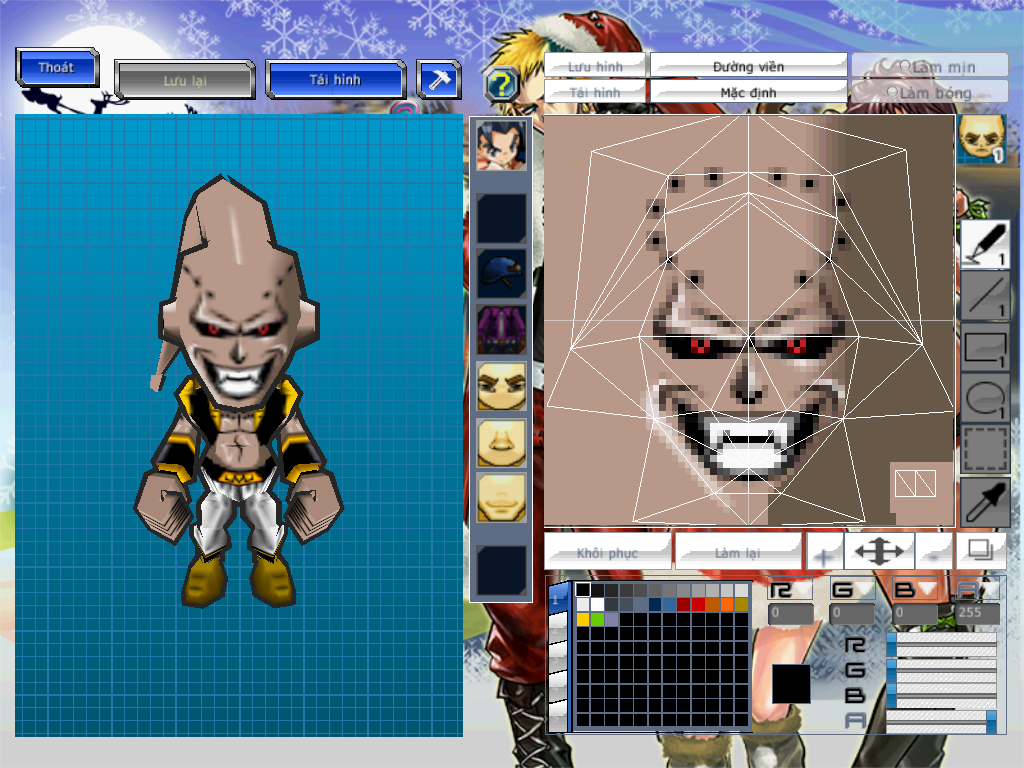 Thoát
Lưu lại
Tải hình
?
Lưu hình
Đường viền
Làm mịn
Tải hình
Mặc định
Làm bóng
1
1
1
1
1
Khôi phục
Làm lại
+
-
1
R
G
B
A
0
0
0
255
R
G
B
A